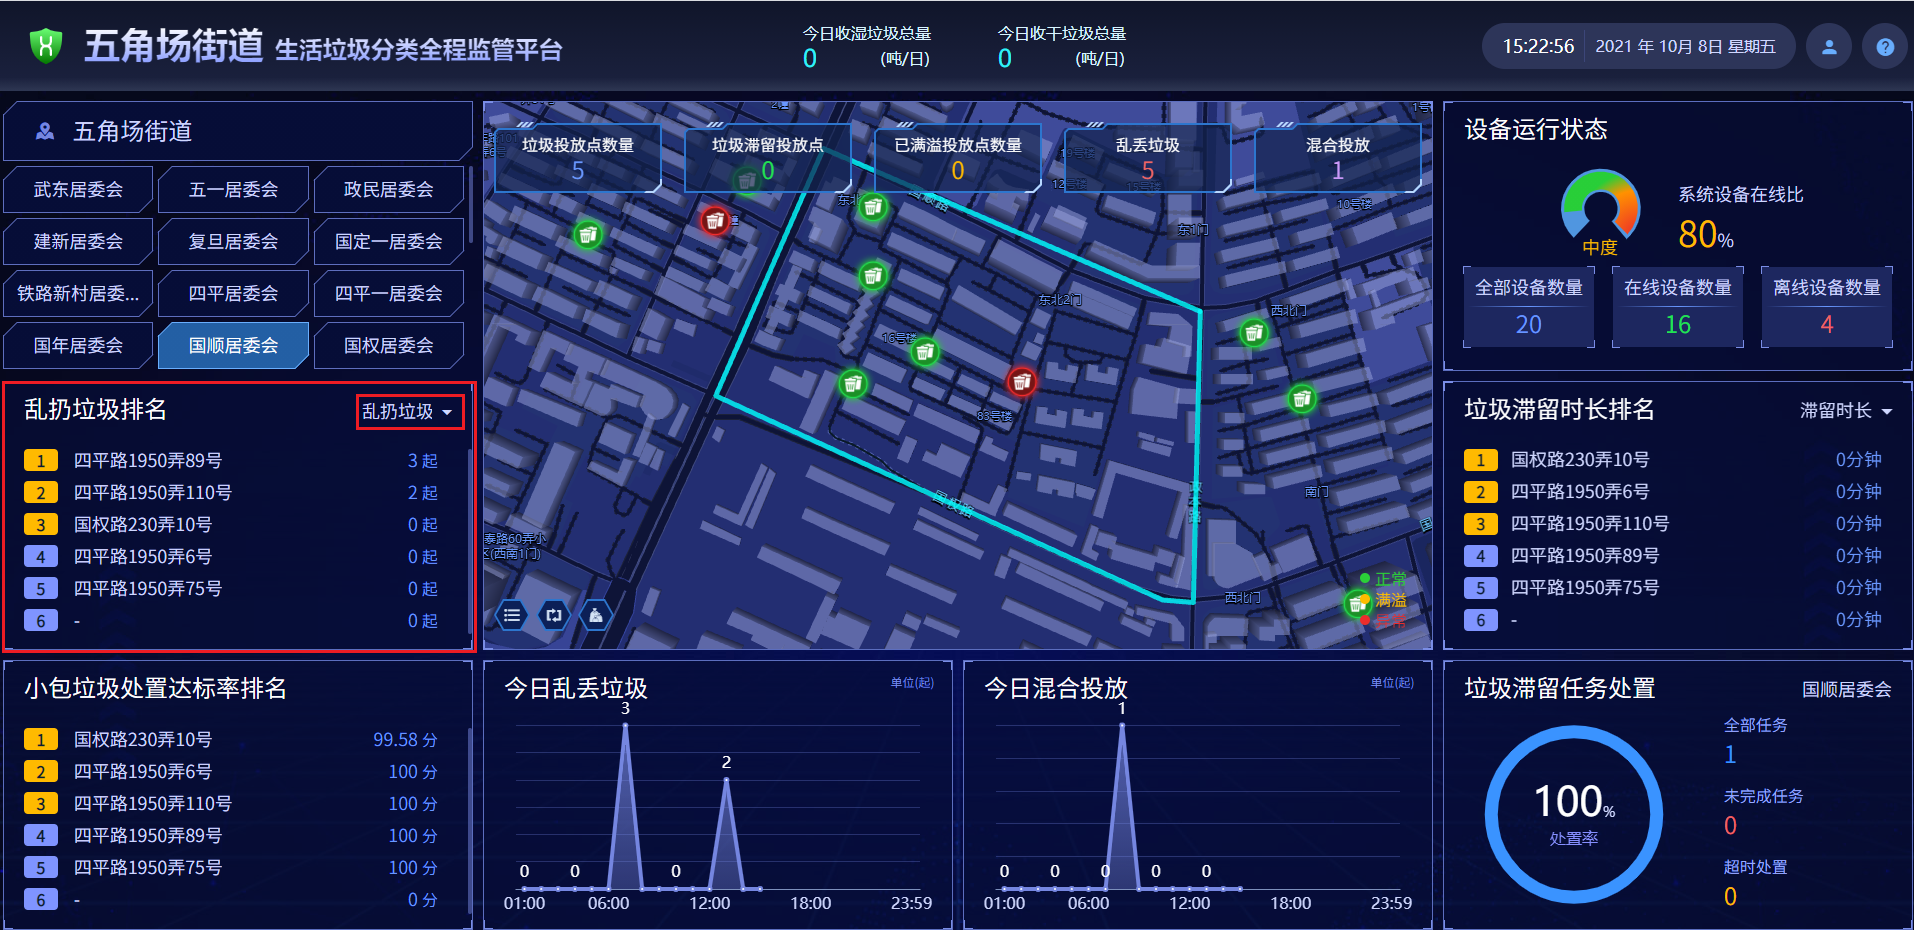 五角场街道 生活垃圾分类全程监管平台
今日收湿垃圾总量
0 (吨/日)
今日收干垃圾总量
0 (吨/日)
15:22:56 2021 年 10月 8日 星期五
五角场街道
武东居委会 五一居委会 政民居委会
建新居委会 复旦居委会 国定一居委会
铁路新村居委... 四平居委会 四平一居委会
国年居委会 国顺居委会 国权居委会
乱扔垃圾排名 乱扔垃圾
1 四平路1950弄89号 3 起
2 四平路1950弄110号 2 起
3 国权路230弄10号 0 起
4 四平路1950弄6号 0 起
5 四平路1950弄75号 0 起
6 - 0 起
小包垃圾处置达标率排名
1 国权路230弄10号 99.58 分
2 四平路1950弄6号 100 分
3 四平路1950弄110号 100 分
4 四平路1950弄89号 100 分
5 四平路1950弄75号 100 分
6 - 0 分
垃圾投放点数量
5
垃圾滞留投放点
0
已满溢投放点数量
0
乱丢垃圾
5
混合投放
1
12号楼
10号楼
东1门
东北2门
西北门
16号楼
83号楼
南门
国权路
政本路
泰路60弄小
区(西南1门)
西北门
正常
满溢
异常
今日乱丢垃圾 单位(起)
3
2
0 0 0
01:00 06:00 12:00 18:00 23:59
今日混合投放 单位(起)
1
0 0 0 0 0
01:00 06:00 12:00 18:00 23:59
设备运行状态
中度
系统设备在线比
80%
全部设备数量
20
在线设备数量
16
离线设备数量
4
垃圾滞留时长排名 滞留时长
1 国权路230弄10号 0分钟
2 四平路1950弄6号 0分钟
3 四平路1950弄110号 0分钟
4 四平路1950弄89号 0分钟
5 四平路1950弄75号 0分钟
6 - 0分钟
垃圾滞留任务处置 国顺居委会
100%
处置率
全部任务
1
未完成任务
0
超时处置
0